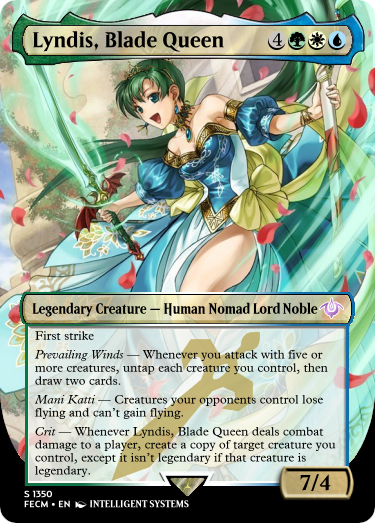 Lyndis, Blade Queen 4
Legendary Creature — Human Nomad Lord Noble
First strike
Prevailing Winds — Whenever you attack with five or
more creatures, untap each creature you control, then
draw two cards.
Mani Katti — Creatures your opponents control lose
flying and can't gain flying.
Crit — Whenever Lyndis, Blade Queen deals combat
damage to a player, create a copy of target creature you
control, except it isn't legendary if that creature is
legendary.
7/4
S 1350
FECM • EN INTELLIGENT SYSTEMS